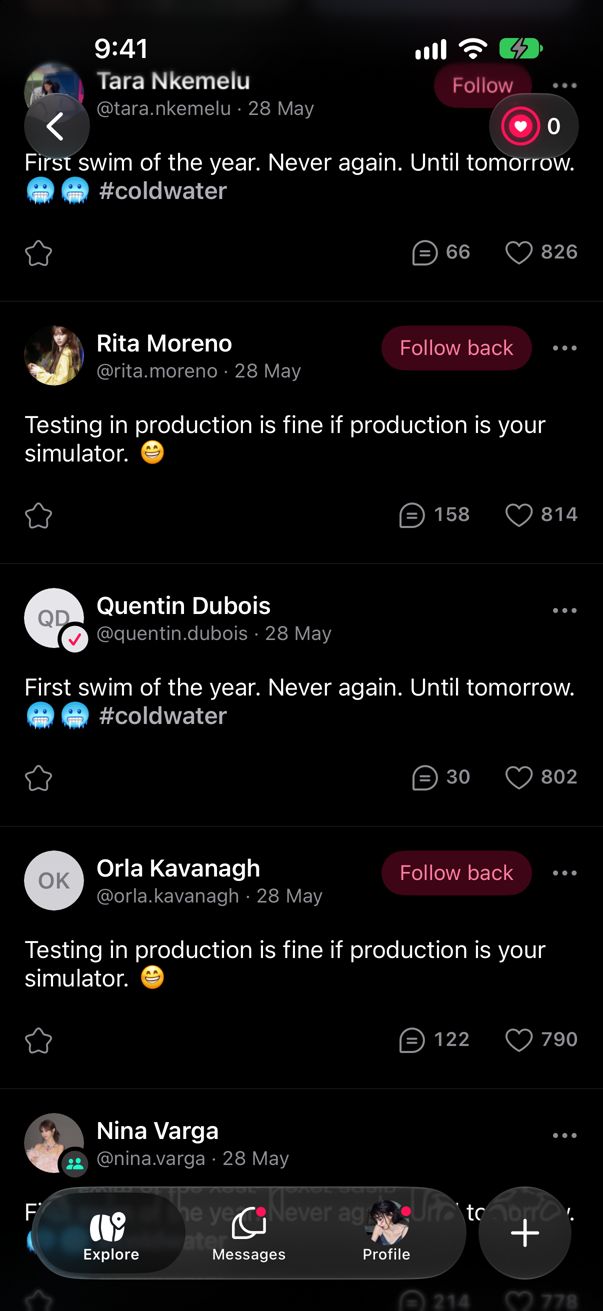 9:41
Tara Nkemelu
Follow
@tara.nkemelu · 28 May
0
First swim of the year. Never again. Until tomorrow.
🥶 🥶 #coldwater
66
826
Rita Moreno
Follow back
@rita.moreno · 28 May
Testing in production is fine if production is your
simulator. 😁
158
814
QD
Quentin Dubois
@quentin.dubois · 28 May
First swim of the year. Never again. Until tomorrow.
🥶 🥶 #coldwater
30
802
OK
Orla Kavanagh
Follow back
@orla.kavanagh · 28 May
Testing in production is fine if production is your
simulator. 😁
122
790
Nina Varga
@nina.varga · 28 May
Explore
Messages
Profile
214
778